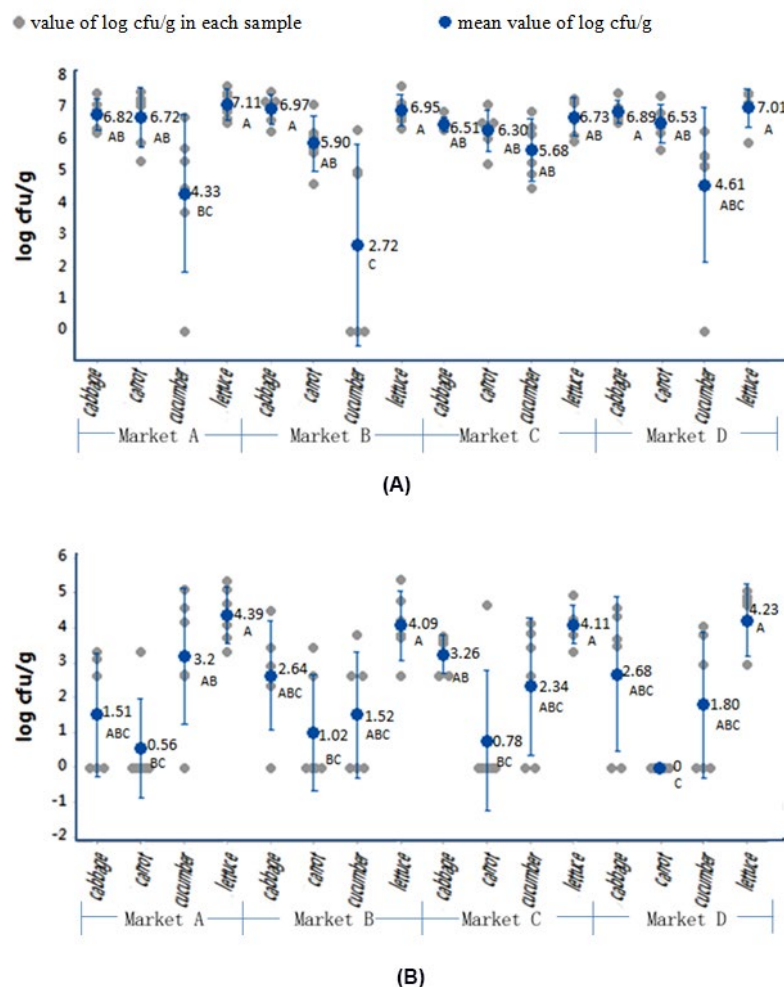 value of log cfu/g in each sample mean value of log cfu/g
8
7
6
5
4
3
2
1
0
log cfu/g
6.82
AB
6.72
AB
4.33
BC
7.11
A
6.97
A
5.90
AB
2.72
C
6.95
A
6.51
AB
6.30
AB
5.68
AB
6.73
AB
6.89
A
6.53
AB
4.61
ABC
7.01
A
cabbage carrot cucumber lettuce cabbage carrot cucumber lettuce cabbage carrot cucumber lettuce cabbage carrot cucumber lettuce
Market A Market B Market C Market D
(A)
6
5
4
3
2
1
0
-1
-2
log cfu/g
1.51
ABC
0.56
BC
3.2
AB
4.39
A
2.64
ABC
1.02
BC
1.52
ABC
4.09
A
3.26
AB
0.78
BC
2.34
ABC
4.11
A
2.68
ABC
0
C
1.80
ABC
4.23
A
cabbage carrot cucumber lettuce cabbage carrot cucumber lettuce cabbage carrot cucumber lettuce cabbage carrot cucumber lettuce
Market A Market B Market C Market D
(B)